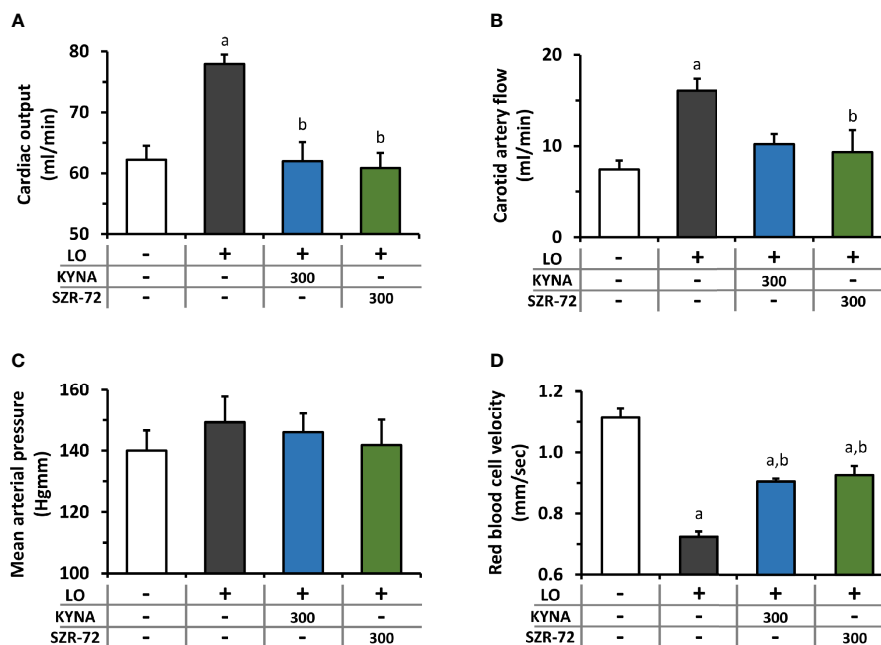 A
Cardiac output
(ml/min)
80
70
60
50
a
b
b
LO - + + +
KYNA - - 300 -
SZR-72 - - - 300
B
Carotid artery flow
(ml/min)
20
10
0
a
b
LO - + + +
KYNA - - 300 -
SZR-72 - - - 300
C
Mean arterial pressure
(Hgmm)
160
140
120
100
LO - + + +
KYNA - - 300 -
SZR-72 - - - 300
D
Red blood cell velocity
(mm/sec)
1.2
1.0
0.8
0.6
a
a,b
a,b
LO - + + +
KYNA - - 300 -
SZR-72 - - - 300